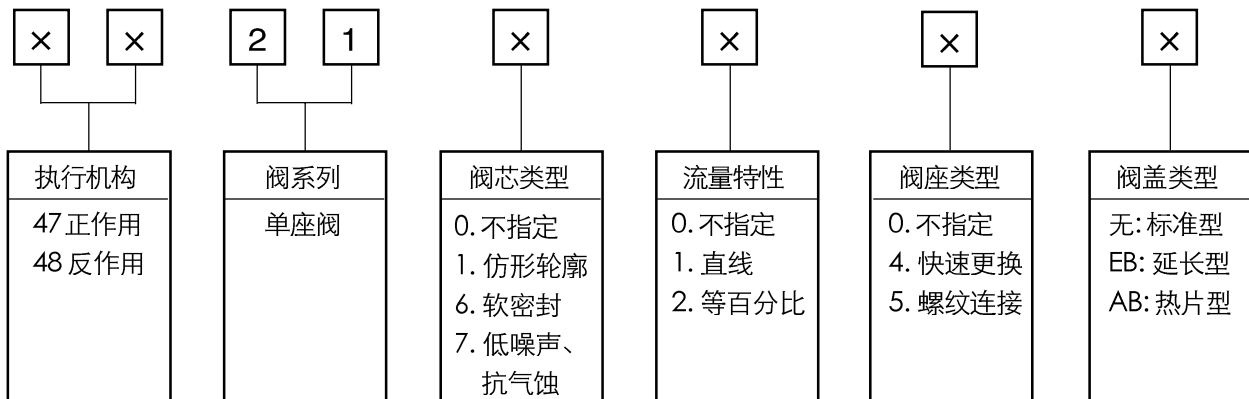 × × 2 1 × × × ×
执行机构
47 正作用
48 反作用
阀系列
单座阀
阀芯类型
0. 不指定
1. 仿形轮廓
6. 软密封
7. 低噪声、
抗气蚀
流量特性
0. 不指定
1. 直线
2. 等百分比
阀座类型
0. 不指定
4. 快速更换
5. 螺纹连接
阀盖类型
无: 标准型
EB: 延长型
AB: 热片型